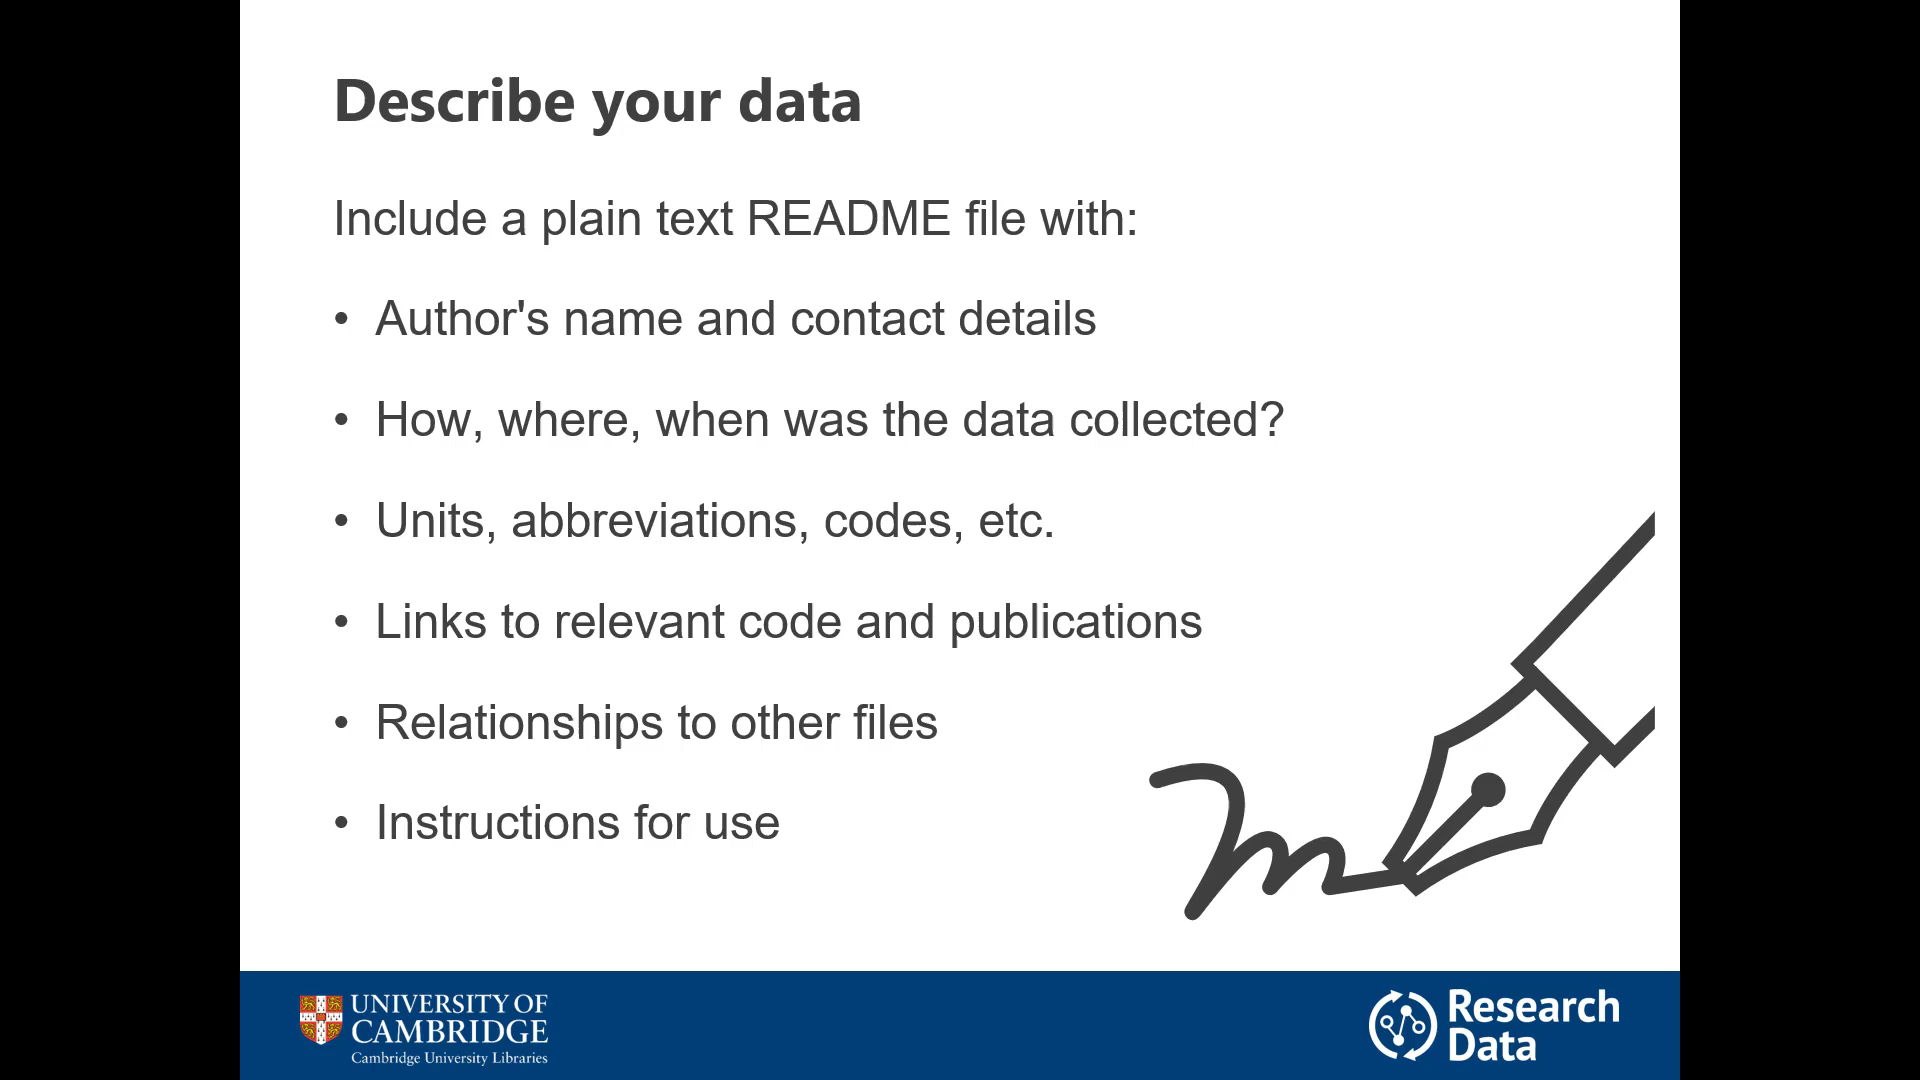 Describe your data
Include a plain text README file with:
• Author's name and contact details
• How, where, when was the data collected?
• Units, abbreviations, codes, etc.
• Links to relevant code and publications
• Relationships to other files
• Instructions for use
UNIVERSITY OF
CAMBRIDGE
Cambridge University Libraries
Research
Data